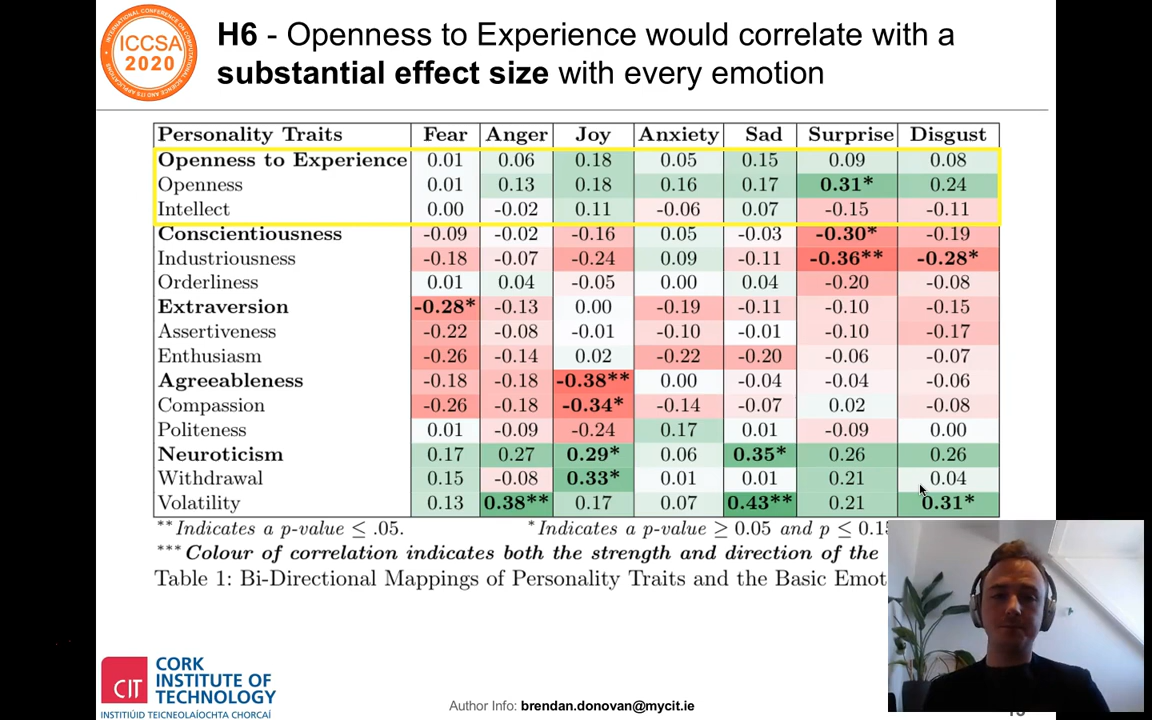 INTERNATIONAL CONFERENCE ON COMPUTATIONAL SCIENCE AND ITS APPLICATIONS
ICCSA
2020
H6 - Openness to Experience would correlate with a
substantial effect size with every emotion
Personality Traits Fear Anger Joy Anxiety Sad Surprise Disgust
Openness to Experience 0.01 0.06 0.18 0.05 0.15 0.09 0.08
Openness 0.01 0.13 0.18 0.16 0.17 0.31* 0.24
Intellect 0.00 -0.02 0.11 -0.06 0.07 -0.15 -0.11
Conscientiousness -0.09 -0.02 -0.16 0.05 -0.03 -0.30* -0.19
Industriousness -0.18 -0.07 -0.24 0.09 -0.11 -0.36** -0.28*
Orderliness 0.01 0.04 -0.05 0.00 0.04 -0.20 -0.08
Extraversion -0.28* -0.13 0.00 -0.19 -0.11 -0.10 -0.15
Assertiveness -0.22 -0.08 -0.01 -0.10 -0.01 -0.10 -0.17
Enthusiasm -0.26 -0.14 0.02 -0.22 -0.20 -0.06 -0.07
Agreeableness -0.18 -0.18 -0.38** 0.00 -0.04 -0.04 -0.06
Compassion -0.26 -0.18 -0.34* -0.14 -0.07 0.02 -0.08
Politeness 0.01 -0.09 -0.24 0.17 0.01 -0.09 0.00
Neuroticism 0.17 0.27 0.29* 0.06 0.35* 0.26 0.26
Withdrawal 0.15 -0.08 0.33* 0.01 0.01 0.21 0.04
Volatility 0.13 0.38** 0.17 0.07 0.43** 0.21 0.31*
** Indicates a p-value ≤ .05. * Indicates a p-value ≥ 0.05 and p ≤ 0.15
*** Colour of correlation indicates both the strength and direction of the
Table 1: Bi-Directional Mappings of Personality Traits and the Basic Emot
CIT
CORK
INSTITUTE OF
TECHNOLOGY
INSTITIÚID TEICNEOLAÍOCHTA CHORCAÍ
Author Info: brendan.donovan@mycit.ie